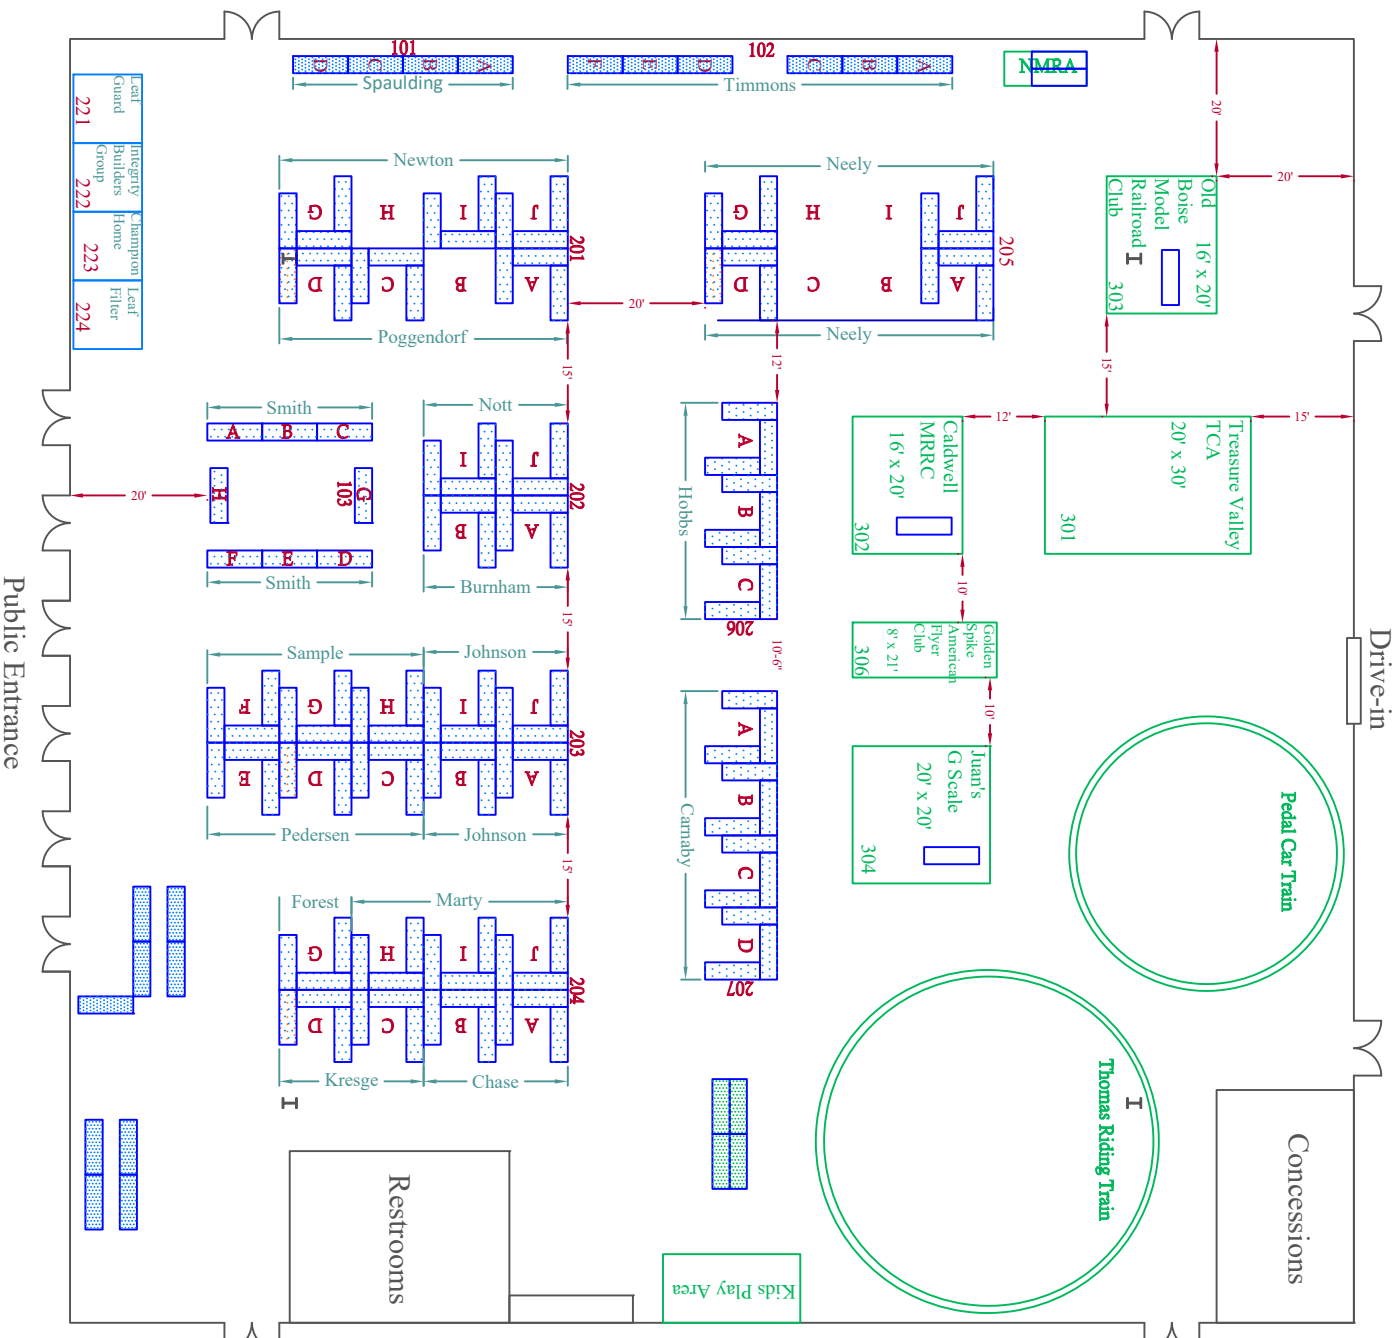 101
D
C
B
A
Spaulding
102
F
E
D
C
B
A
Timmons
NMRA
20'
20'
Leaf
Guard
221
Integrity
Builders
Group
222
Champion
Home
223
Leaf
Filter
224
Newton
G
H
I
J
201
D
C
B
A
Poggendorf
20'
Neely
G
H
I
J
205
D
C
B
A
Neely
Old
Boise
Model
Railroad
Club
16' x 20'
303
15'
12'
15'
Smith
A
B
C
H
103
G
F
E
D
Smith
20'
Nott
I
J
202
B
A
Burnham
15'
Hobbs
A
B
C
206
10'-6"
Caldwell
MRRC
16' x 20'
302
12'
Treasure Valley
TCA
20' x 30'
301
15'
10'
Golden
Spike
American
Flyer
Club
8' x 21'
306
10'
Juan's
G Scale
20' x 20'
304
Public Entrance
Drive-in
Sample
Johnson
F
G
H
I
J
203
E
D
C
B
A
Pedersen
Johnson
15'
Carnaby
A
B
C
D
207
Pedal Car Train
Forest
Marty
G
H
I
J
204
D
C
B
A
Kresge
Chase
Thomas Riding Train
Restrooms
Kids Play Area
Concessions